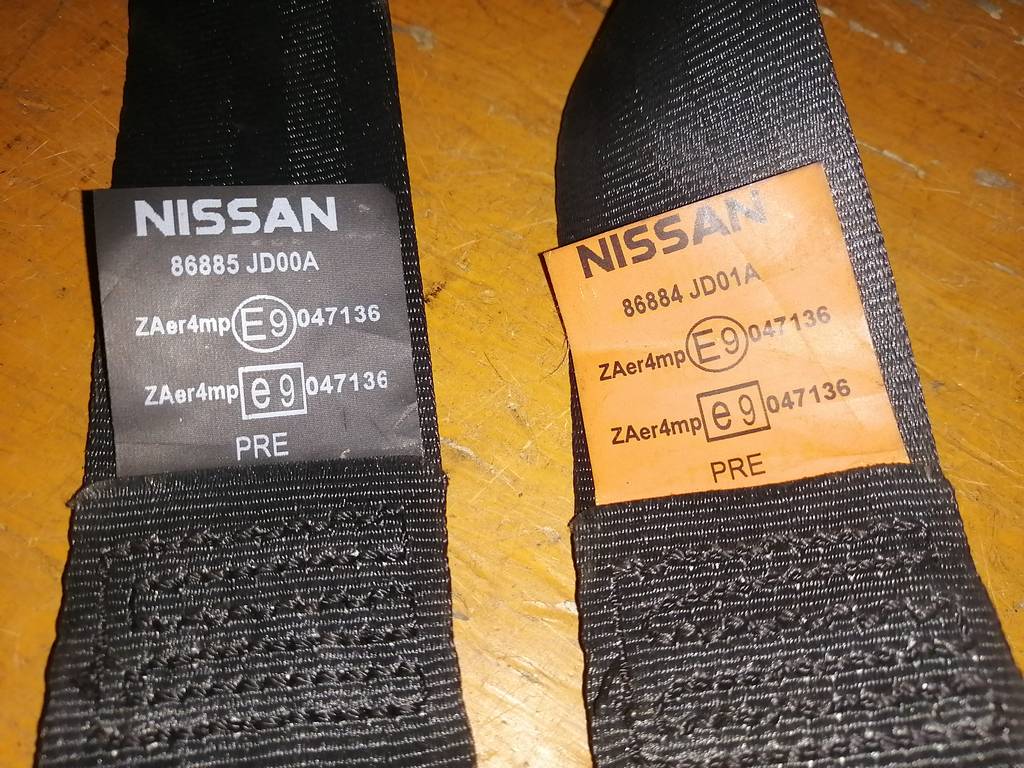 NISSAN
86885 JD00A
ZAer4mp E9 047136
ZAer4mp e9 047136
PRE
NISSAN
86884 JD01A
ZAer4mp E9 047136
ZAer4mp e9 047136
PRE